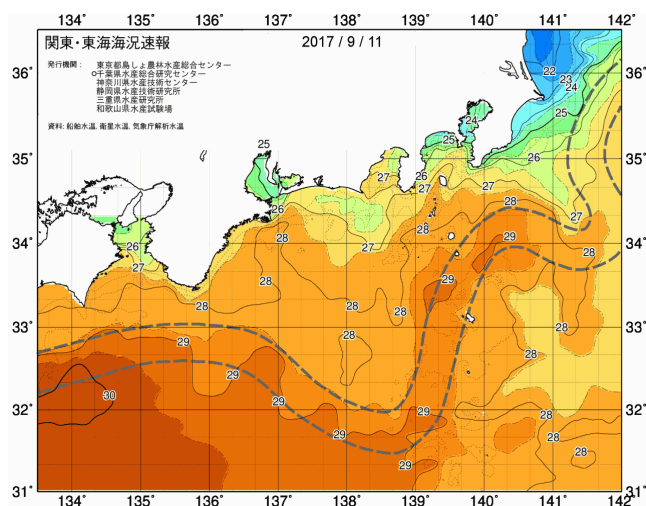 134° 135° 136° 137° 138° 139° 140° 141° 142°
関東・東海海況速報 2017/9/11
発行機関： 東京都島しょ農林水産総合センター
○千葉県水産総合研究センター
神奈川県水産技術センター
静岡県水産技術研究所
三重県水産研究所
和歌山県水産試験場
資料: 船舶水温, 衛星水温, 気象庁解析水温
22
36° 23 36°
24
25
24
25 25
26
35° 35°
27 26
27 27
26 28
27
28 28 29
34° 26 27 28 34°
27
29
28 28 28
33° 28 33°
29 28
29 29
30
32° 29 28 32°
29 28
29 28
31° 31°
134° 135° 136° 137° 138° 139° 140° 141° 142°